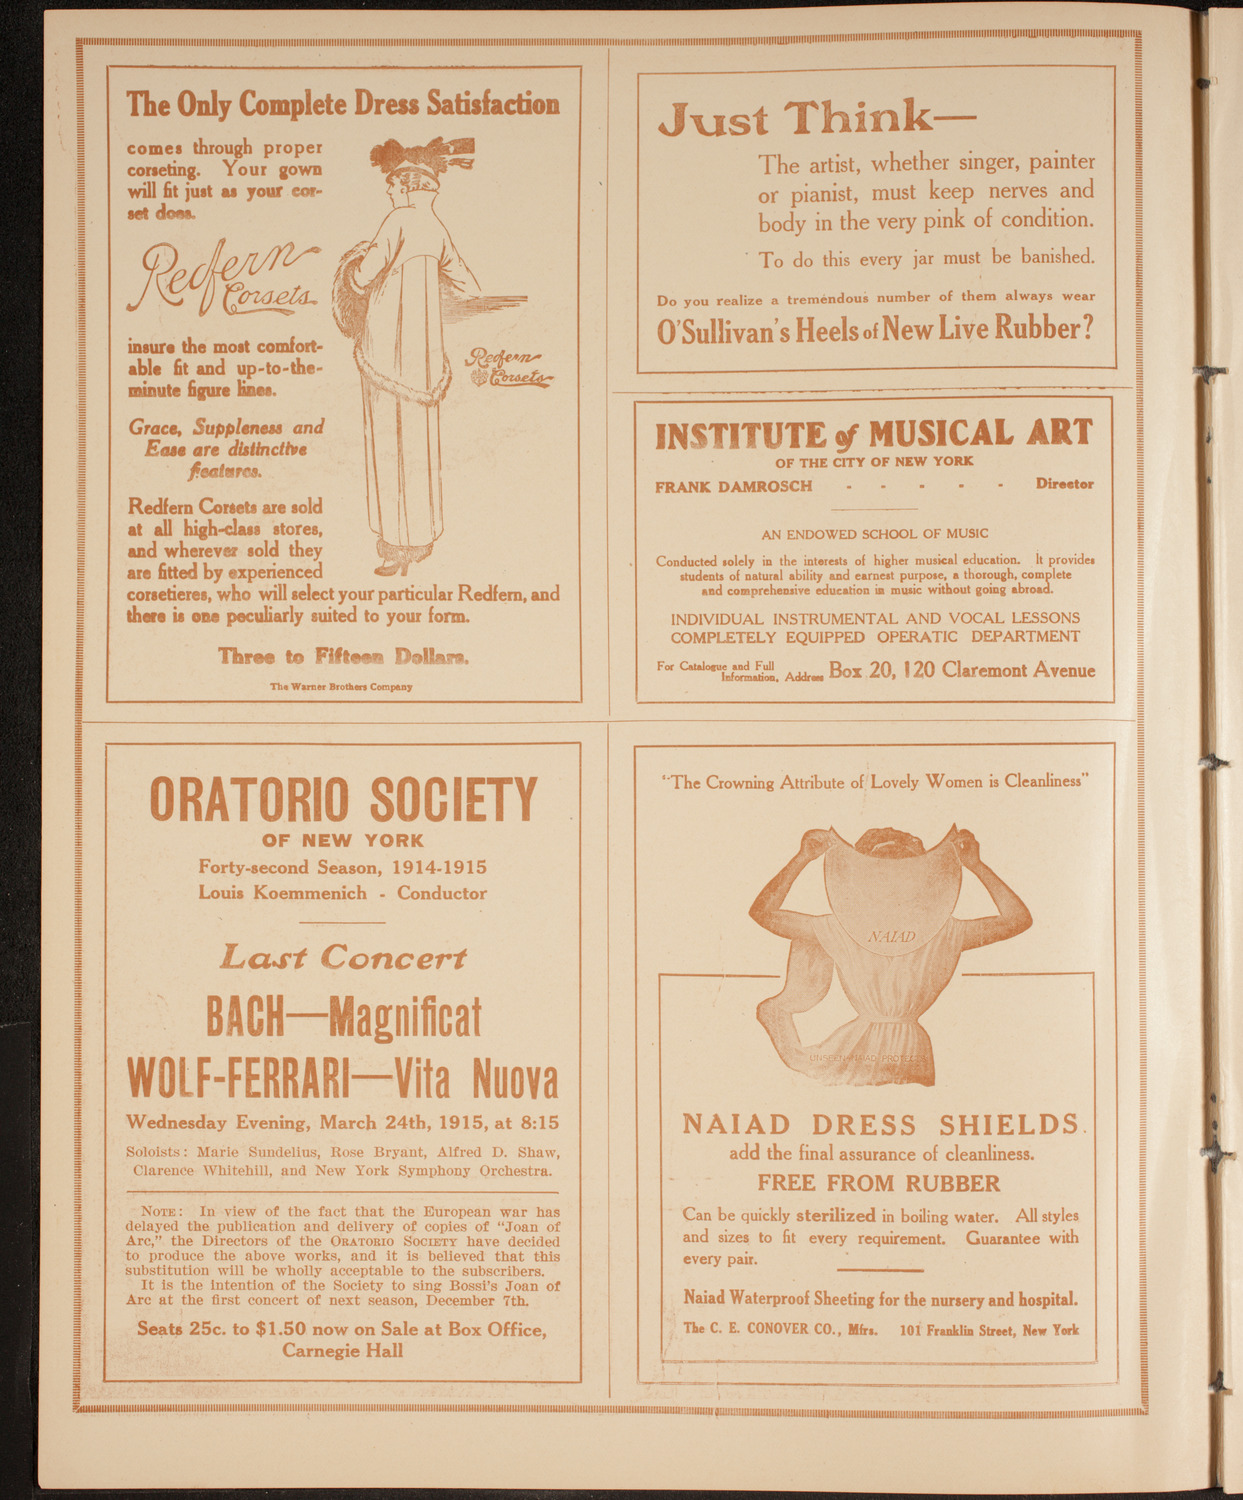 The Only Complete Dress Satisfaction
comes through proper
corseting. Your gown
will fit just as your cor-
set does.
Redfern
Corsets
insure the most comfort-
able fit and up-to-the-
minute figure lines.
Grace, Suppleness and
Ease are distinctive
features.
Redfern Corsets are sold
at all high-class stores,
and wherever sold they
are fitted by experienced
corsetieres, who will select your particular Redfern, and
there is one peculiarly suited to your form.
Three to Fifteen Dollars.
The Warner Brothers Company
Redfern
Corsets
Just Think—
The artist, whether singer, painter
or pianist, must keep nerves and
body in the very pink of condition.
To do this every jar must be banished.
Do you realize a tremendous number of them always wear
O'Sullivan's Heels of New Live Rubber?
INSTITUTE of MUSICAL ART
OF THE CITY OF NEW YORK
FRANK DAMROSCH - - - - - Director
AN ENDOWED SCHOOL OF MUSIC
Conducted solely in the interests of higher musical education. It provides
students of natural ability and earnest purpose, a thorough, complete
and comprehensive education in music without going abroad.
INDIVIDUAL INSTRUMENTAL AND VOCAL LESSONS
COMPLETELY EQUIPPED OPERATIC DEPARTMENT
For Catalogue and Full
Information, Address Box 20, 120 Claremont Avenue
ORATORIO SOCIETY
OF NEW YORK
Forty-second Season, 1914-1915
Louis Koemmenich - Conductor
Last Concert
BACH—Magnificat
WOLF-FERRARI—Vita Nuova
Wednesday Evening, March 24th, 1915, at 8:15
Soloists: Marie Sundelius, Rose Bryant, Alfred D. Shaw,
Clarence Whitehill, and New York Symphony Orchestra.
NOTE: In view of the fact that the European war has
delayed the publication and delivery of copies of "Joan of
Arc," the Directors of the ORATORIO SOCIETY have decided
to produce the above works, and it is believed that this
substitution will be wholly acceptable to the subscribers.
It is the intention of the Society to sing Bossi's Joan of
Arc at the first concert of next season, December 7th.
Seats 25c. to $1.50 now on Sale at Box Office,
Carnegie Hall
"The Crowning Attribute of Lovely Women is Cleanliness"
NAIAD
UNSEEN NAIAD PROTECTS
NAIAD DRESS SHIELDS
add the final assurance of cleanliness.
FREE FROM RUBBER
Can be quickly sterilized in boiling water. All styles
and sizes to fit every requirement. Guarantee with
every pair.
Naiad Waterproof Sheeting for the nursery and hospital.
The C. E. CONOVER CO., Mfrs. 101 Franklin Street, New York